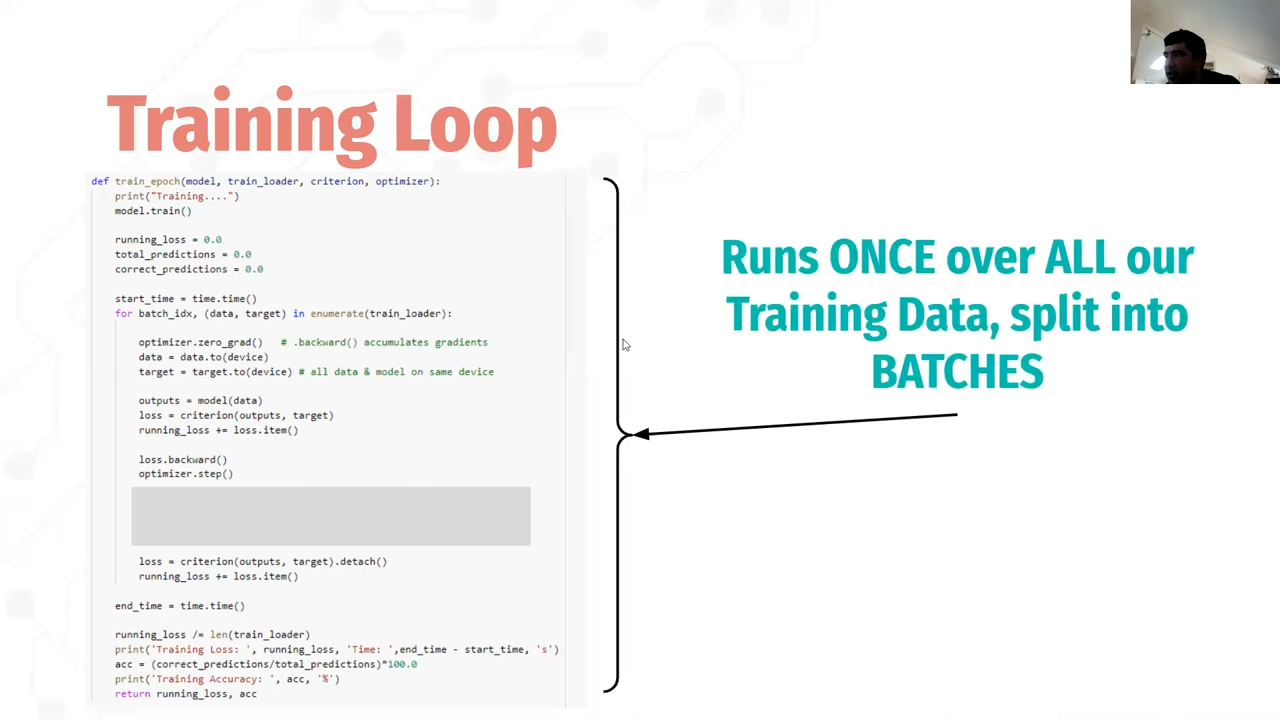 Training Loop
def train_epoch(model, train_loader, criterion, optimizer):
print("Training....")
model.train()
running_loss = 0.0
total_predictions = 0.0
correct_predictions = 0.0
start_time = time.time()
for batch_idx, (data, target) in enumerate(train_loader):
optimizer.zero_grad()   # .backward() accumulates gradients
data = data.to(device)
target = target.to(device) # all data & model on same device
outputs = model(data)
loss = criterion(outputs, target)
running_loss += loss.item()
loss.backward()
optimizer.step()
loss = criterion(outputs, target).detach()
running_loss += loss.item()
end_time = time.time()
running_loss /= len(train_loader)
print('Training Loss: ', running_loss, 'Time: ',end_time - start_time, 's')
acc = (correct_predictions/total_predictions)*100.0
print('Training Accuracy: ', acc, '%')
return running_loss, acc
Runs ONCE over ALL our
Training Data, split into
BATCHES